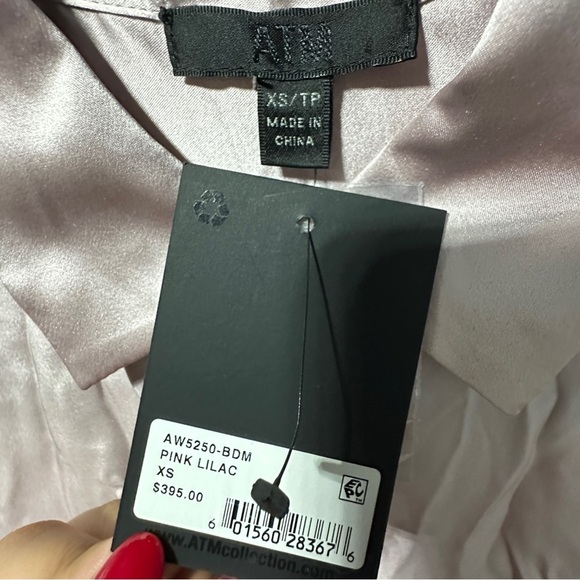 ATM
XS/TP
MADE IN
CHINA
AW5250-BDM
PINK LILAC
XS
$395.00
6 01560 28367 6
www.ATMcollection.com